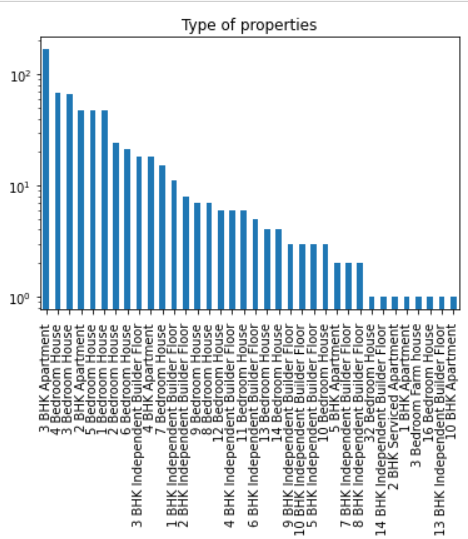 Type of properties
10²
10¹
10⁰
3 BHK Apartment
4 Bedroom House
3 Bedroom House
2 BHK Apartment
5 Bedroom House
1 Bedroom House
2 Bedroom House
6 Bedroom House
3 BHK Independent Builder Floor
4 BHK Apartment
7 Bedroom House
1 BHK Independent Builder Floor
2 BHK Independent Builder Floor
9 Bedroom House
8 Bedroom House
12 Bedroom House
4 BHK Independent Builder Floor
11 Bedroom House
6 BHK Independent Builder Floor
13 Bedroom House
14 Bedroom House
9 BHK Independent Builder Floor
10 BHK Independent Builder Floor
5 BHK Independent Builder Floor
10 Bedroom House
5 BHK Apartment
7 BHK Independent Builder Floor
8 BHK Independent Builder Floor
32 Bedroom House
14 BHK Independent Builder Floor
2 BHK Serviced Apartment
1 BHK Apartment
3 Bedroom Farm house
16 Bedroom House
13 BHK Independent Builder Floor
10 BHK Apartment